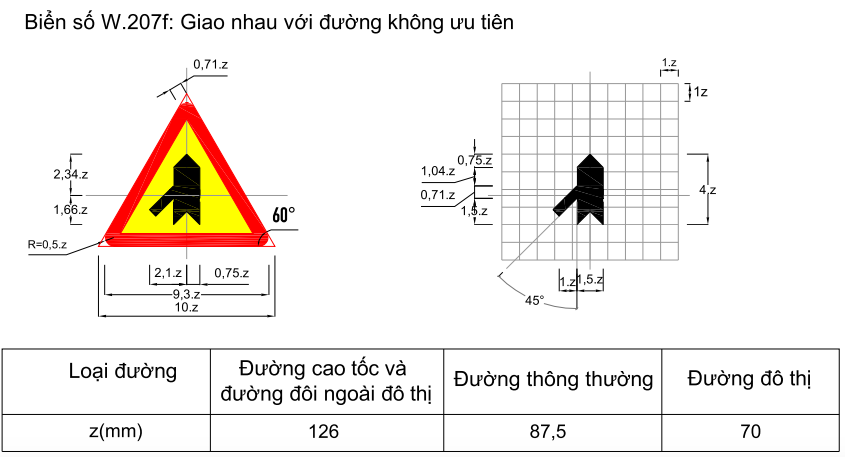 Biển số W.207f: Giao nhau với đường không ưu tiên
0,71.z
2,34.z
1,66.z
60°
R=0,5.z
2,1.z
0,75.z
9,3.z
10.z
1.z
1z
0,75.z
1,04.z
0,71.z
1,5.z
4.z
1.z
1,5.z
45°
Loại đường
Đường cao tốc và
đường đôi ngoài đô thị
Đường thông thường
Đường đô thị
z(mm)
126
87,5
70